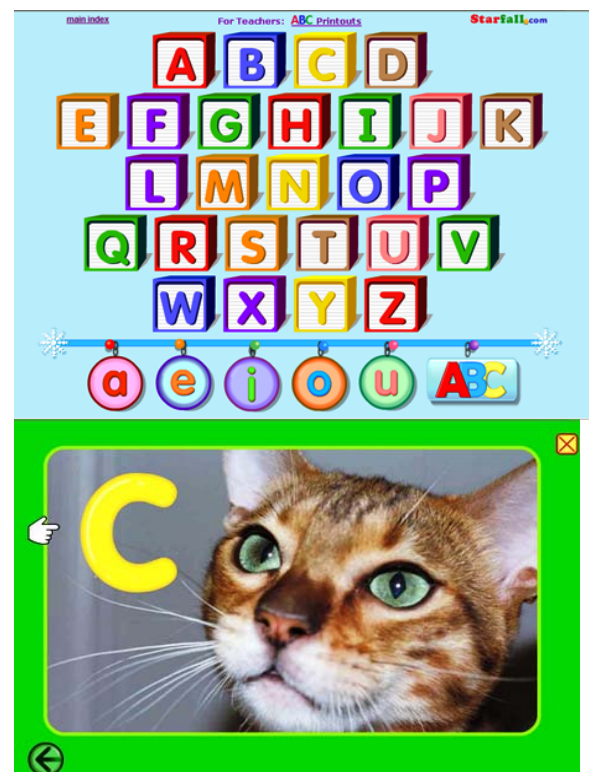 main index For Teachers: ABC Printouts Starfall.com
A B C D
E F G H I J K
L M N O P
Q R S T U V
W X Y Z
a e i o u ABC
C